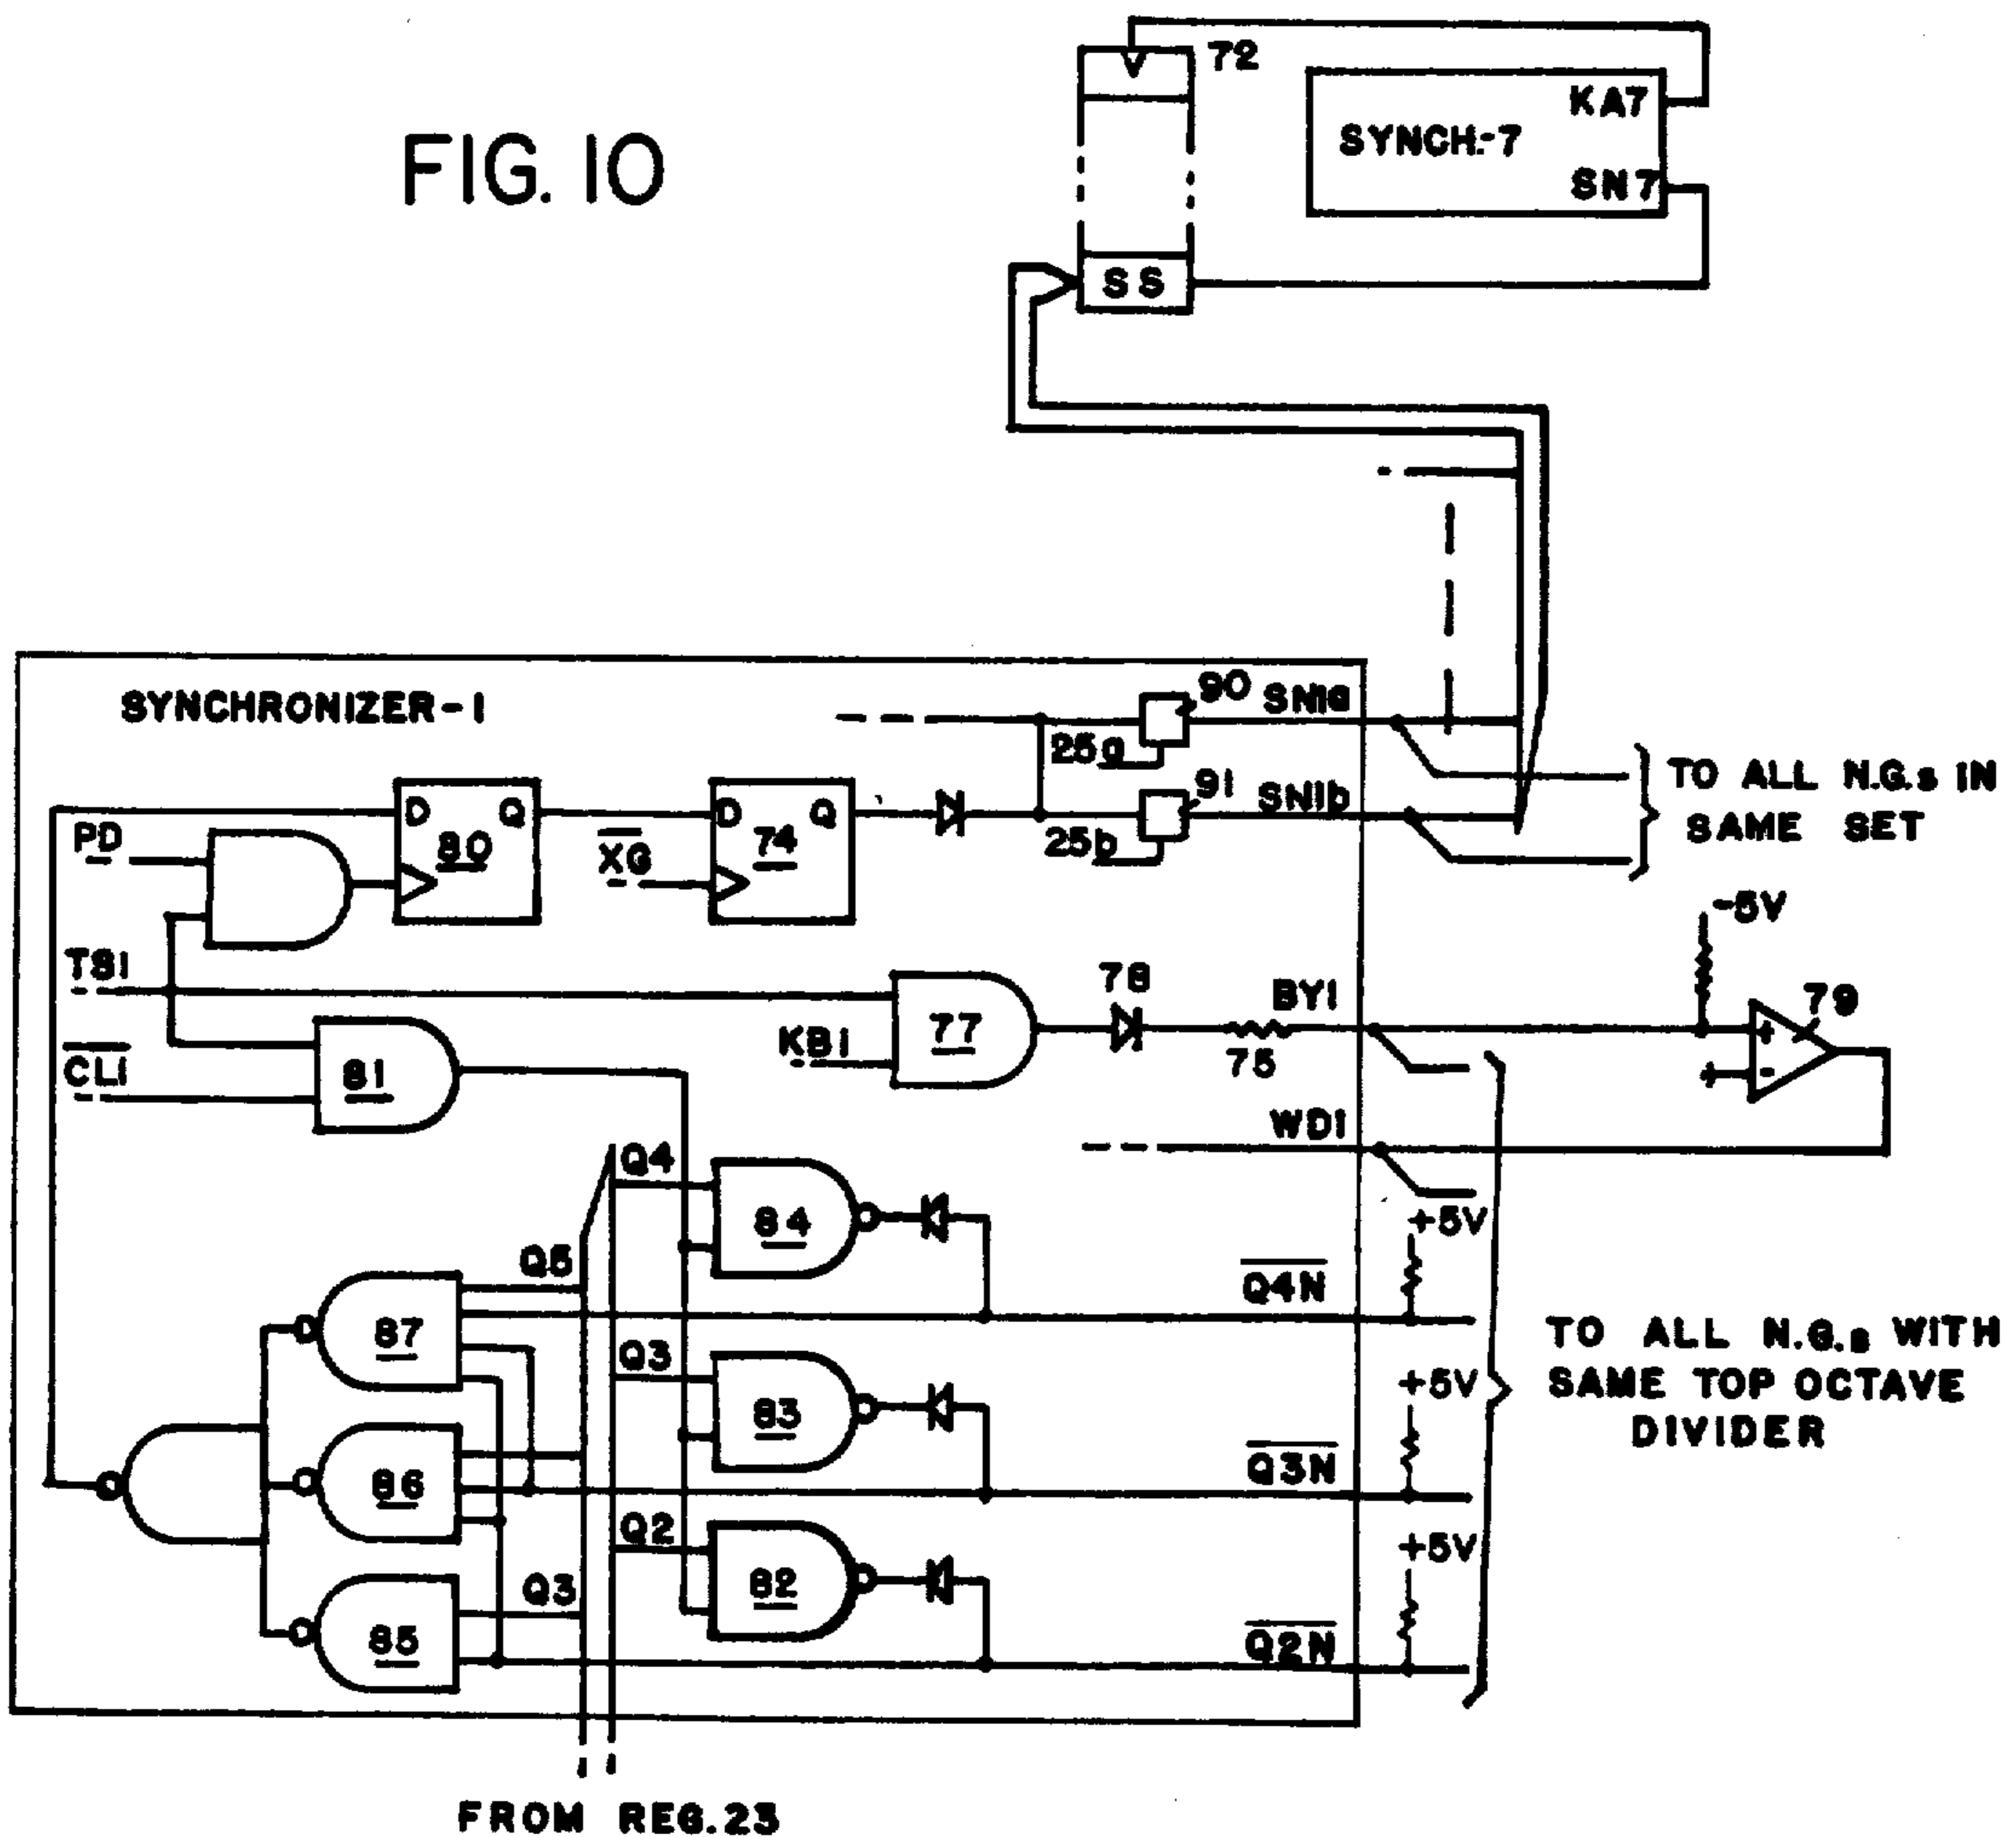 FIG. 10
72
KA7
SYNCH.-7
SN7
SS
SYNCHRONIZER-1
90
SN1a
25a
91
SN1b
25b
TO ALL N.G.s IN
SAME SET
PD
D
Q
80
XG
D
Q
74
-5V
TS1
78
BY1
79
77
KB1
75
+
-
CL1
81
WD1
Q4
84
+5V
Q5
Q4N
87
TO ALL N.G.s WITH
SAME TOP OCTAVE
DIVIDER
Q3
83
+5V
86
Q3N
Q2
82
+5V
Q3
85
Q2N
FROM REG.23